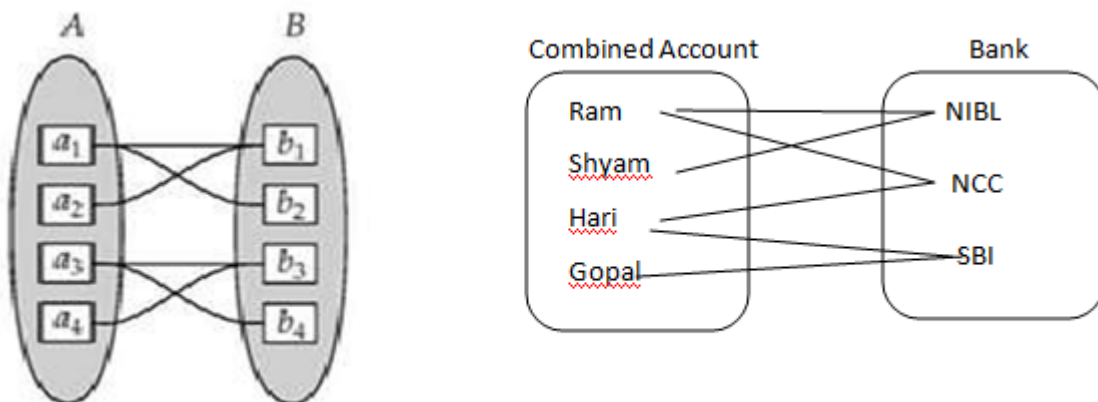 A B
a1 b1
a2 b2
a3 b3
a4 b4
Combined Account Bank
Ram NIBL
Shyam NCC
Hari SBI
Gopal